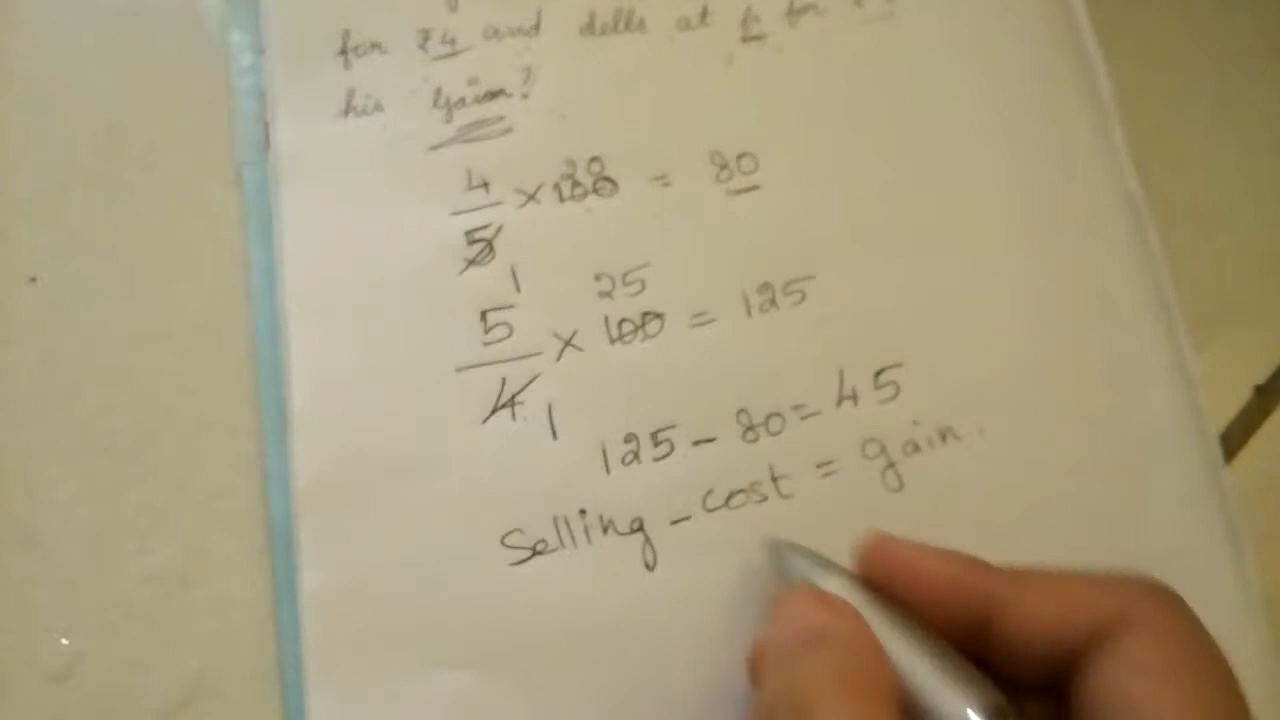 for ₹4 and sells at for
his Gain?
4/5 × 100 20 = 80
1
5/4 × 100 25 = 125
1
125 - 80 = 45
Selling - cost = gain.